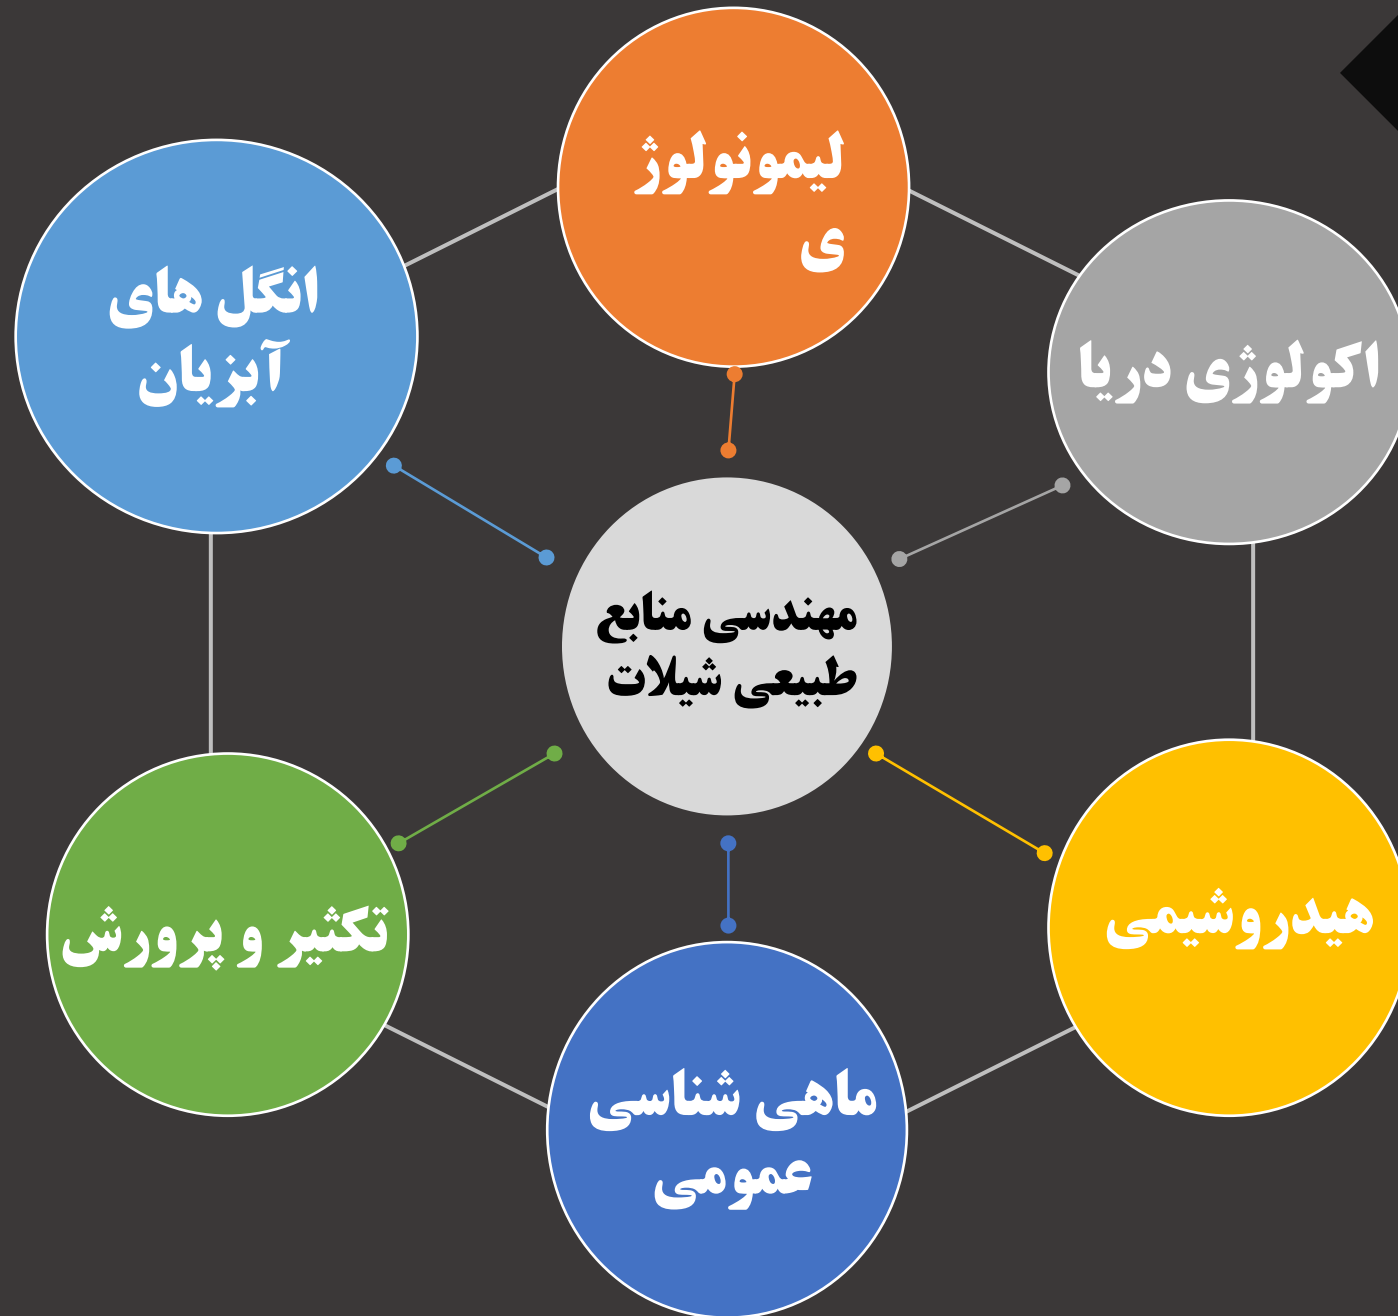 لیمونولوژ
ی
انگل های
آبزیان
اکولوژی دریا
مهندسی منابع
طبیعی شیلات
تکثیر و پرورش
هیدروشیمی
ماهی شناسی
عمومی